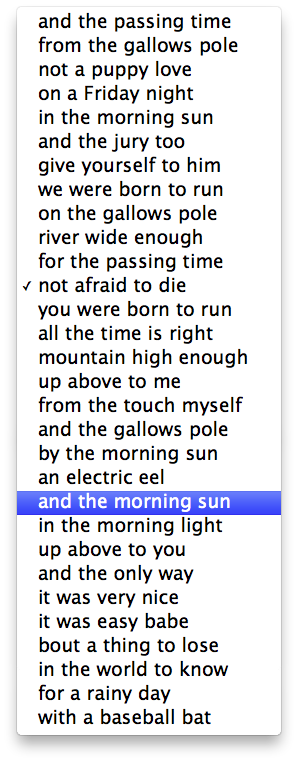 and the passing time
from the gallows pole
not a puppy love
on a Friday night
in the morning sun
and the jury too
give yourself to him
we were born to run
on the gallows pole
river wide enough
for the passing time
✓ not afraid to die
you were born to run
all the time is right
mountain high enough
up above to me
from the touch myself
and the gallows pole
by the morning sun
an electric eel
and the morning sun
in the morning light
up above to you
and the only way
it was very nice
it was easy babe
bout a thing to lose
in the world to know
for a rainy day
with a baseball bat